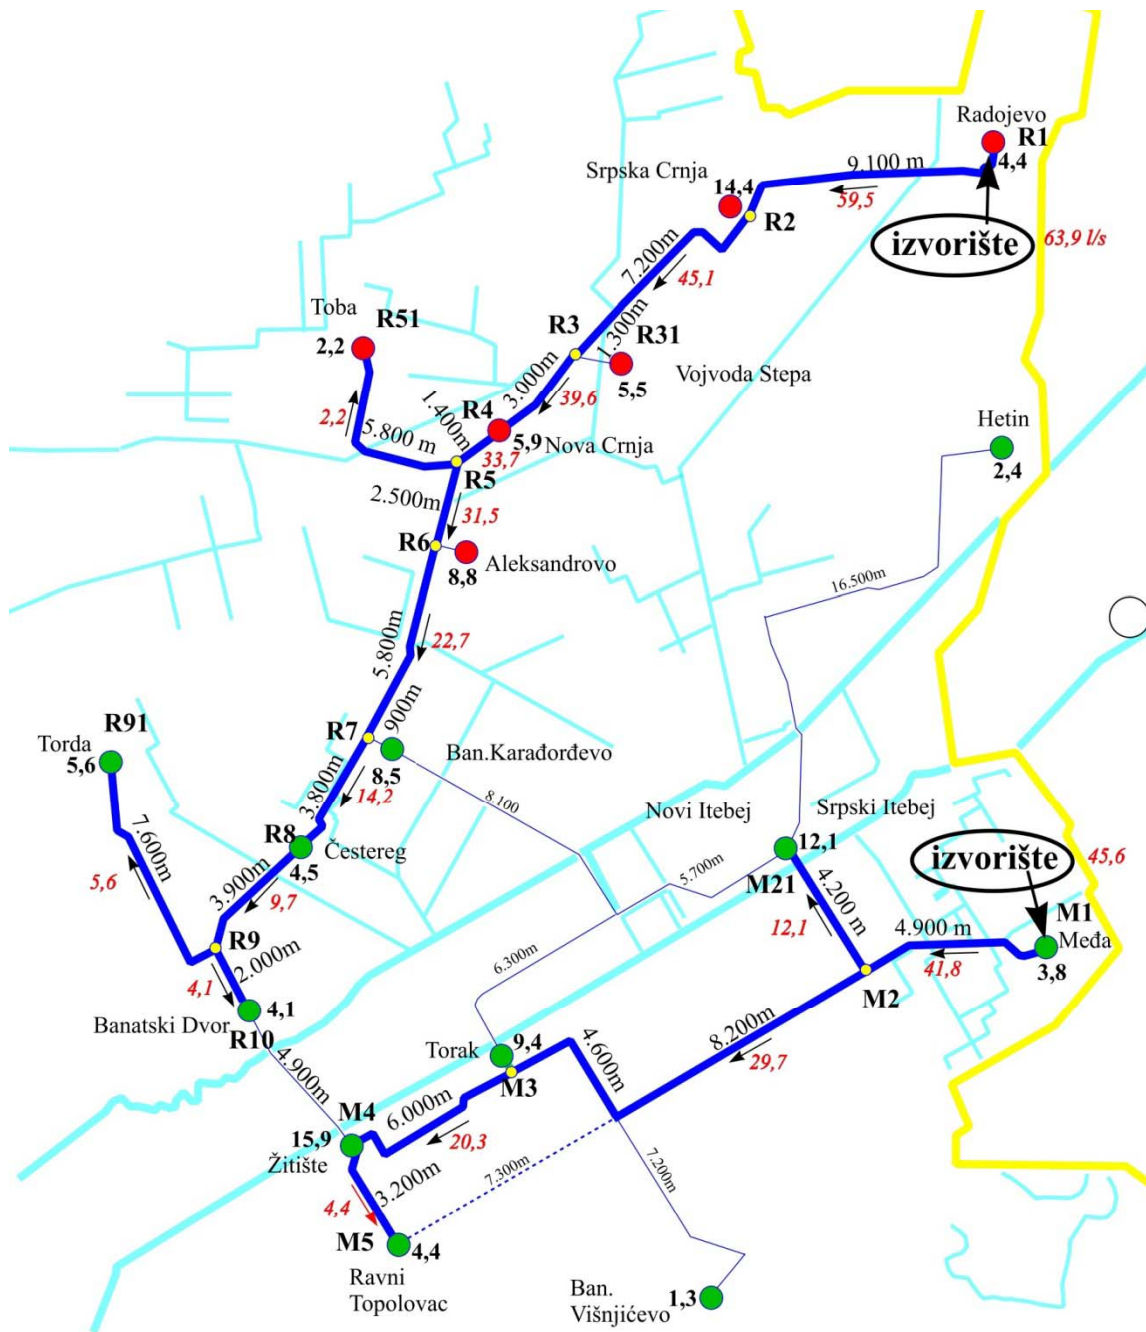 Radojevo
R1
4,4
9.100 m
59,5
Srpska Crnja
14,4
R2
izvorište
63,9 l/s
7.200m
45,1
Toba
R51
2,2
R3
1.300m
R31
5,5
Vojvoda Stepa
3.000m
39,6
2,2
5.800 m
1.400m
R4
5,9
Nova Crnja
33,7
R5
Hetin
2,4
2.500m
31,5
R6
8,8
Aleksandrovo
16.500m
5.800m
22,7
900m
R7
8,5
Ban.Karađorđevo
R91
Torda
5,6
3.800m
14,2
8.100
Novi Itebej
Srpski Itebej
R8
4,5
Čestereg
12,1
M21
izvorište
45,6
7.600m
5,6
3.900m
9,7
5.700m
4.200 m
12,1
4.900 m
41,8
M1
Međa
3,8
R9
2.000m
4,1
6.300m
M2
Banatski Dvor
4,1
R10
4.900m
Torak
9,4
M3
4.600m
8.200m
29,7
M4
15,9
Žitište
6.000m
20,3
3.200m
4,4
7.300m
7.200m
M5
4,4
Ravni
Topolovac
Ban.
Višnjićevo
1,3